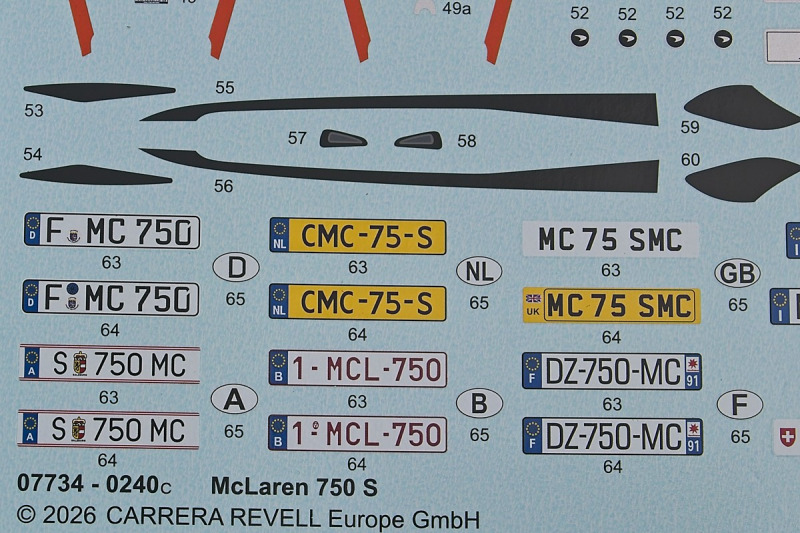 49a
52 52 52 52
53 55
57 58 59
54 56 60
D F MC 750 NL CMC-75-S MC 75 SMC
63 D 63 NL 63 GB
65 65 65
D F MC 750 NL CMC-75-S UK MC 75 SMC I
64 64 64
A S 750 MC B 1-MCL-750 F DZ-750-MC 91
63 A 63 B 63 F
65 65 65
A S 750 MC B 1-MCL-750 F DZ-750-MC 91
64 64 64
07734 - 0240C McLaren 750 S
© 2026 CARRERA REVELL Europe GmbH